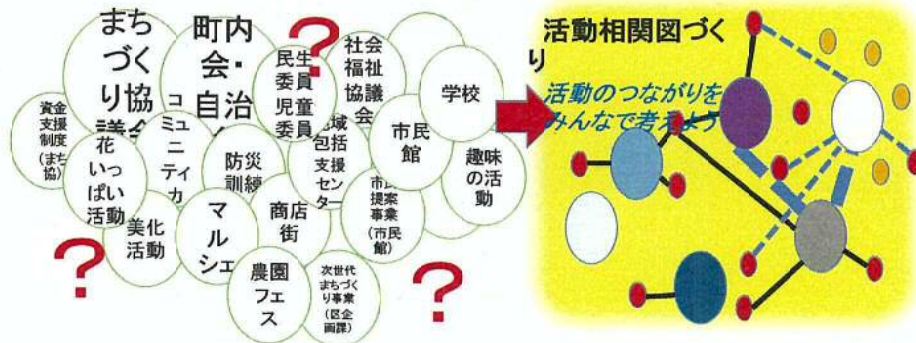 まち
づく
り協
議会
町内
会・
自治
民生
委員
児童
委員
社会
福祉
協議
会
学校
資金
支援
制度
(まち
協)
コ
ミュ
ニ
ティ
カ
花
いっ
ぱい
活動
防災
訓練
地域
包括
支援
セン
ター
市民
館
趣味
の活
動
美化
活動
マ
ル
シェ
商店
街
市民
提案
事業
(市民
館)
農園
フェ
ス
次世代
まちづく
り事業
(区企
画課)
?
?
?
活動相関図づく
り
活動のつながりを
みんなで考えよう